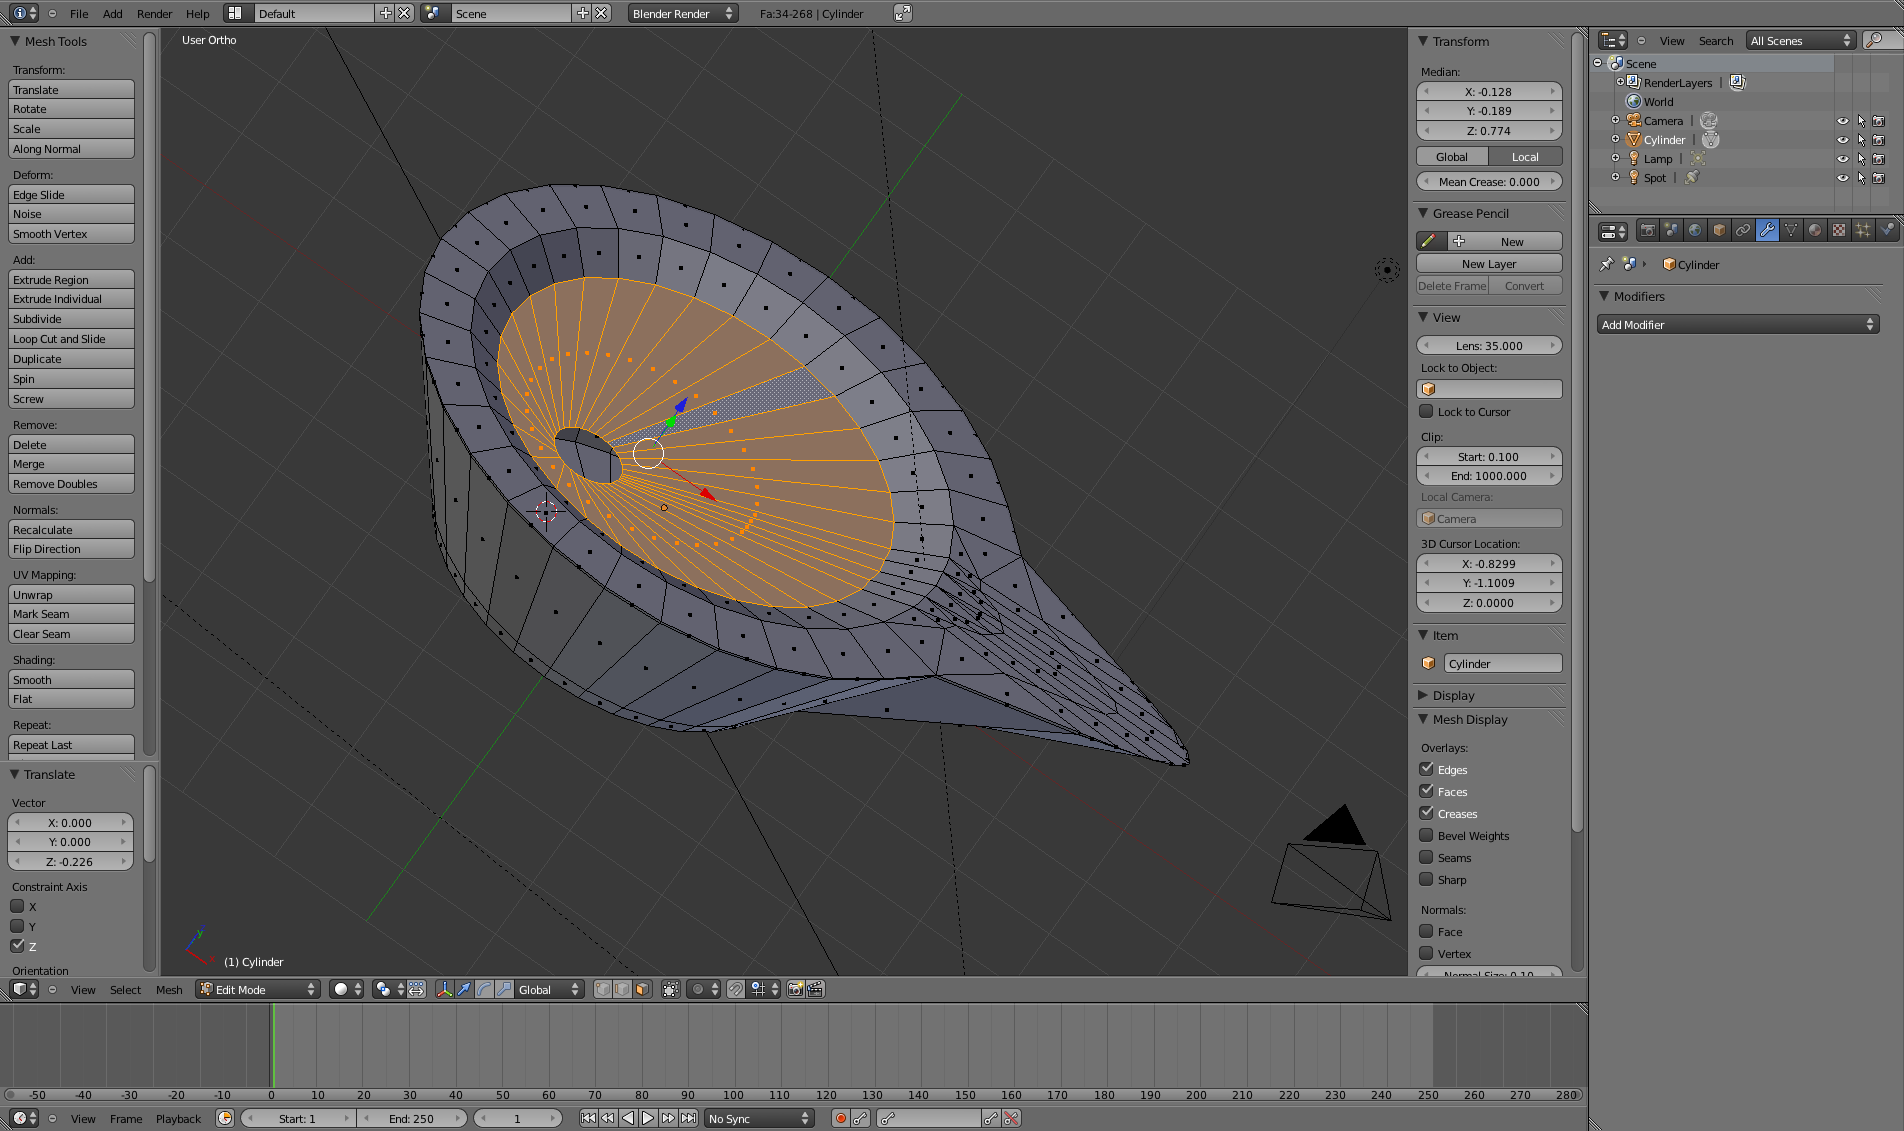 File Add Render Help Default Scene Blender Render Fa:34-268 | Cylinder
Mesh Tools
Transform:
Translate
Rotate
Scale
Along Normal
Deform:
Edge Slide
Noise
Smooth Vertex
Add:
Extrude Region
Extrude Individual
Subdivide
Loop Cut and Slide
Duplicate
Spin
Screw
Remove:
Delete
Merge
Remove Doubles
Normals:
Recalculate
Flip Direction
UV Mapping:
Unwrap
Mark Seam
Clear Seam
Shading:
Smooth
Flat
Repeat:
Repeat Last
Translate
Vector
X: 0.000
Y: 0.000
Z: -0.226
Constraint Axis
X
Y
Z
Orientation
User Ortho
y
(1) Cylinder
Transform
Median:
X: -0.128
Y: -0.189
Z: 0.774
Global Local
Mean Crease: 0.000
Grease Pencil
New
New Layer
Delete Frame Convert
View
Lens: 35.000
Lock to Object:
Lock to Cursor
Clip:
Start: 0.100
End: 1000.000
Local Camera:
Camera
3D Cursor Location:
X: -0.8299
Y: -1.1009
Z: 0.0000
Item
Cylinder
Display
Mesh Display
Overlays:
Edges
Faces
Creases
Bevel Weights
Seams
Sharp
Normals:
Face
Vertex
Normal Size: 0.10
View Search All Scenes
Scene
RenderLayers |
World
Camera |
Cylinder |
Lamp |
Spot |
Cylinder
Modifiers
Add Modifier
View Select Mesh Edit Mode Global
-50 -40 -30 -20 -10 0 10 20 30 40 50 60 70 80 90 100 110 120 130 140 150 160 170 180 190 200 210 220 230 240 250 260 270 280
View Frame Playback Start: 1 End: 250 1 No Sync